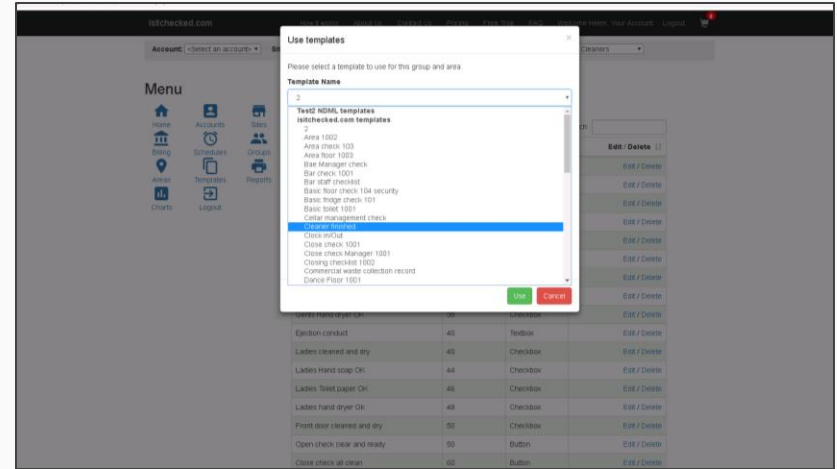 isitchecked.com How it works About Us Contact Us Pricing Free Trial FAQ Welcome Helen, Your Account Logout
Account: <Select an account> Cleaners
Use templates ×
Please select a template to use for this group and area
Template Name
2
Test2 NDML templates
isitchecked.com templates
2
Area 1002
Area check 103
Area floor 1003
Bae Manager check
Bar check 1001
Bar staff checklist
Basic floor check 104 security
Basic fridge check 101
Basic toilet 1001
Cellar management check
Cleaner finished
Clock in/Out
Close check 1001
Close check Manager 1001
Closing checklist 1002
Commercial waste collection record
Dance Floor 1001
Use Cancel
Menu
Home Accounts Sites
Billing Schedules Groups
Areas Templates Reports
Charts Logout
Edit / Delete
Edit / Delete
Edit / Delete
Edit / Delete
Edit / Delete
Edit / Delete
Edit / Delete
Edit / Delete
Edit / Delete
Gents Hand dryer OK Checkbox Edit / Delete
Ejection conduct 40 Textbox Edit / Delete
Ladies cleaned and dry 40 Checkbox Edit / Delete
Ladies Hand soap OK 44 Checkbox Edit / Delete
Ladies Toilet paper OK 46 Checkbox Edit / Delete
Ladies hand dryer OK 48 Checkbox Edit / Delete
Front door cleaned and dry 50 Checkbox Edit / Delete
Open check clear and ready 50 Button Edit / Delete
Close check all clean 60 Button Edit / Delete